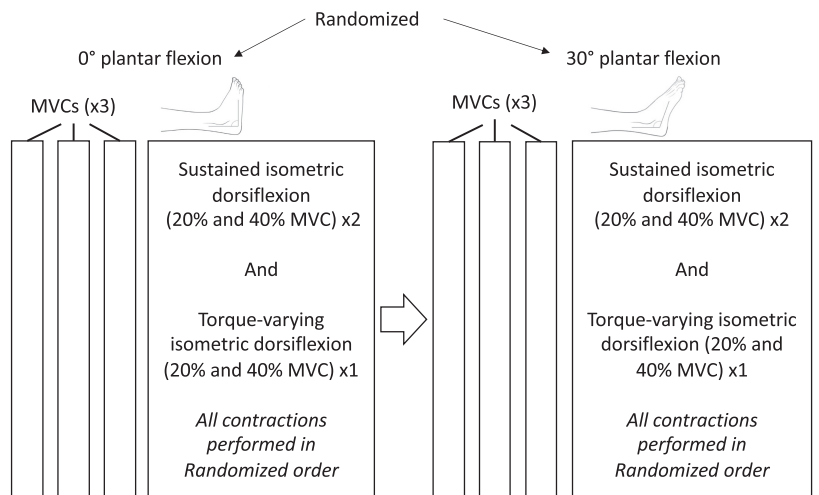 Randomized
0° plantar flexion
MVCs (x3)
Sustained isometric
dorsiflexion
(20% and 40% MVC) x2
And
Torque-varying
isometric dorsiflexion
(20% and 40% MVC) x1
All contractions
performed in
Randomized order
30° plantar flexion
MVCs (x3)
Sustained isometric
dorsiflexion
(20% and 40% MVC) x2
And
Torque-varying isometric
dorsiflexion (20% and
40% MVC) x1
All contractions
performed in
Randomized order